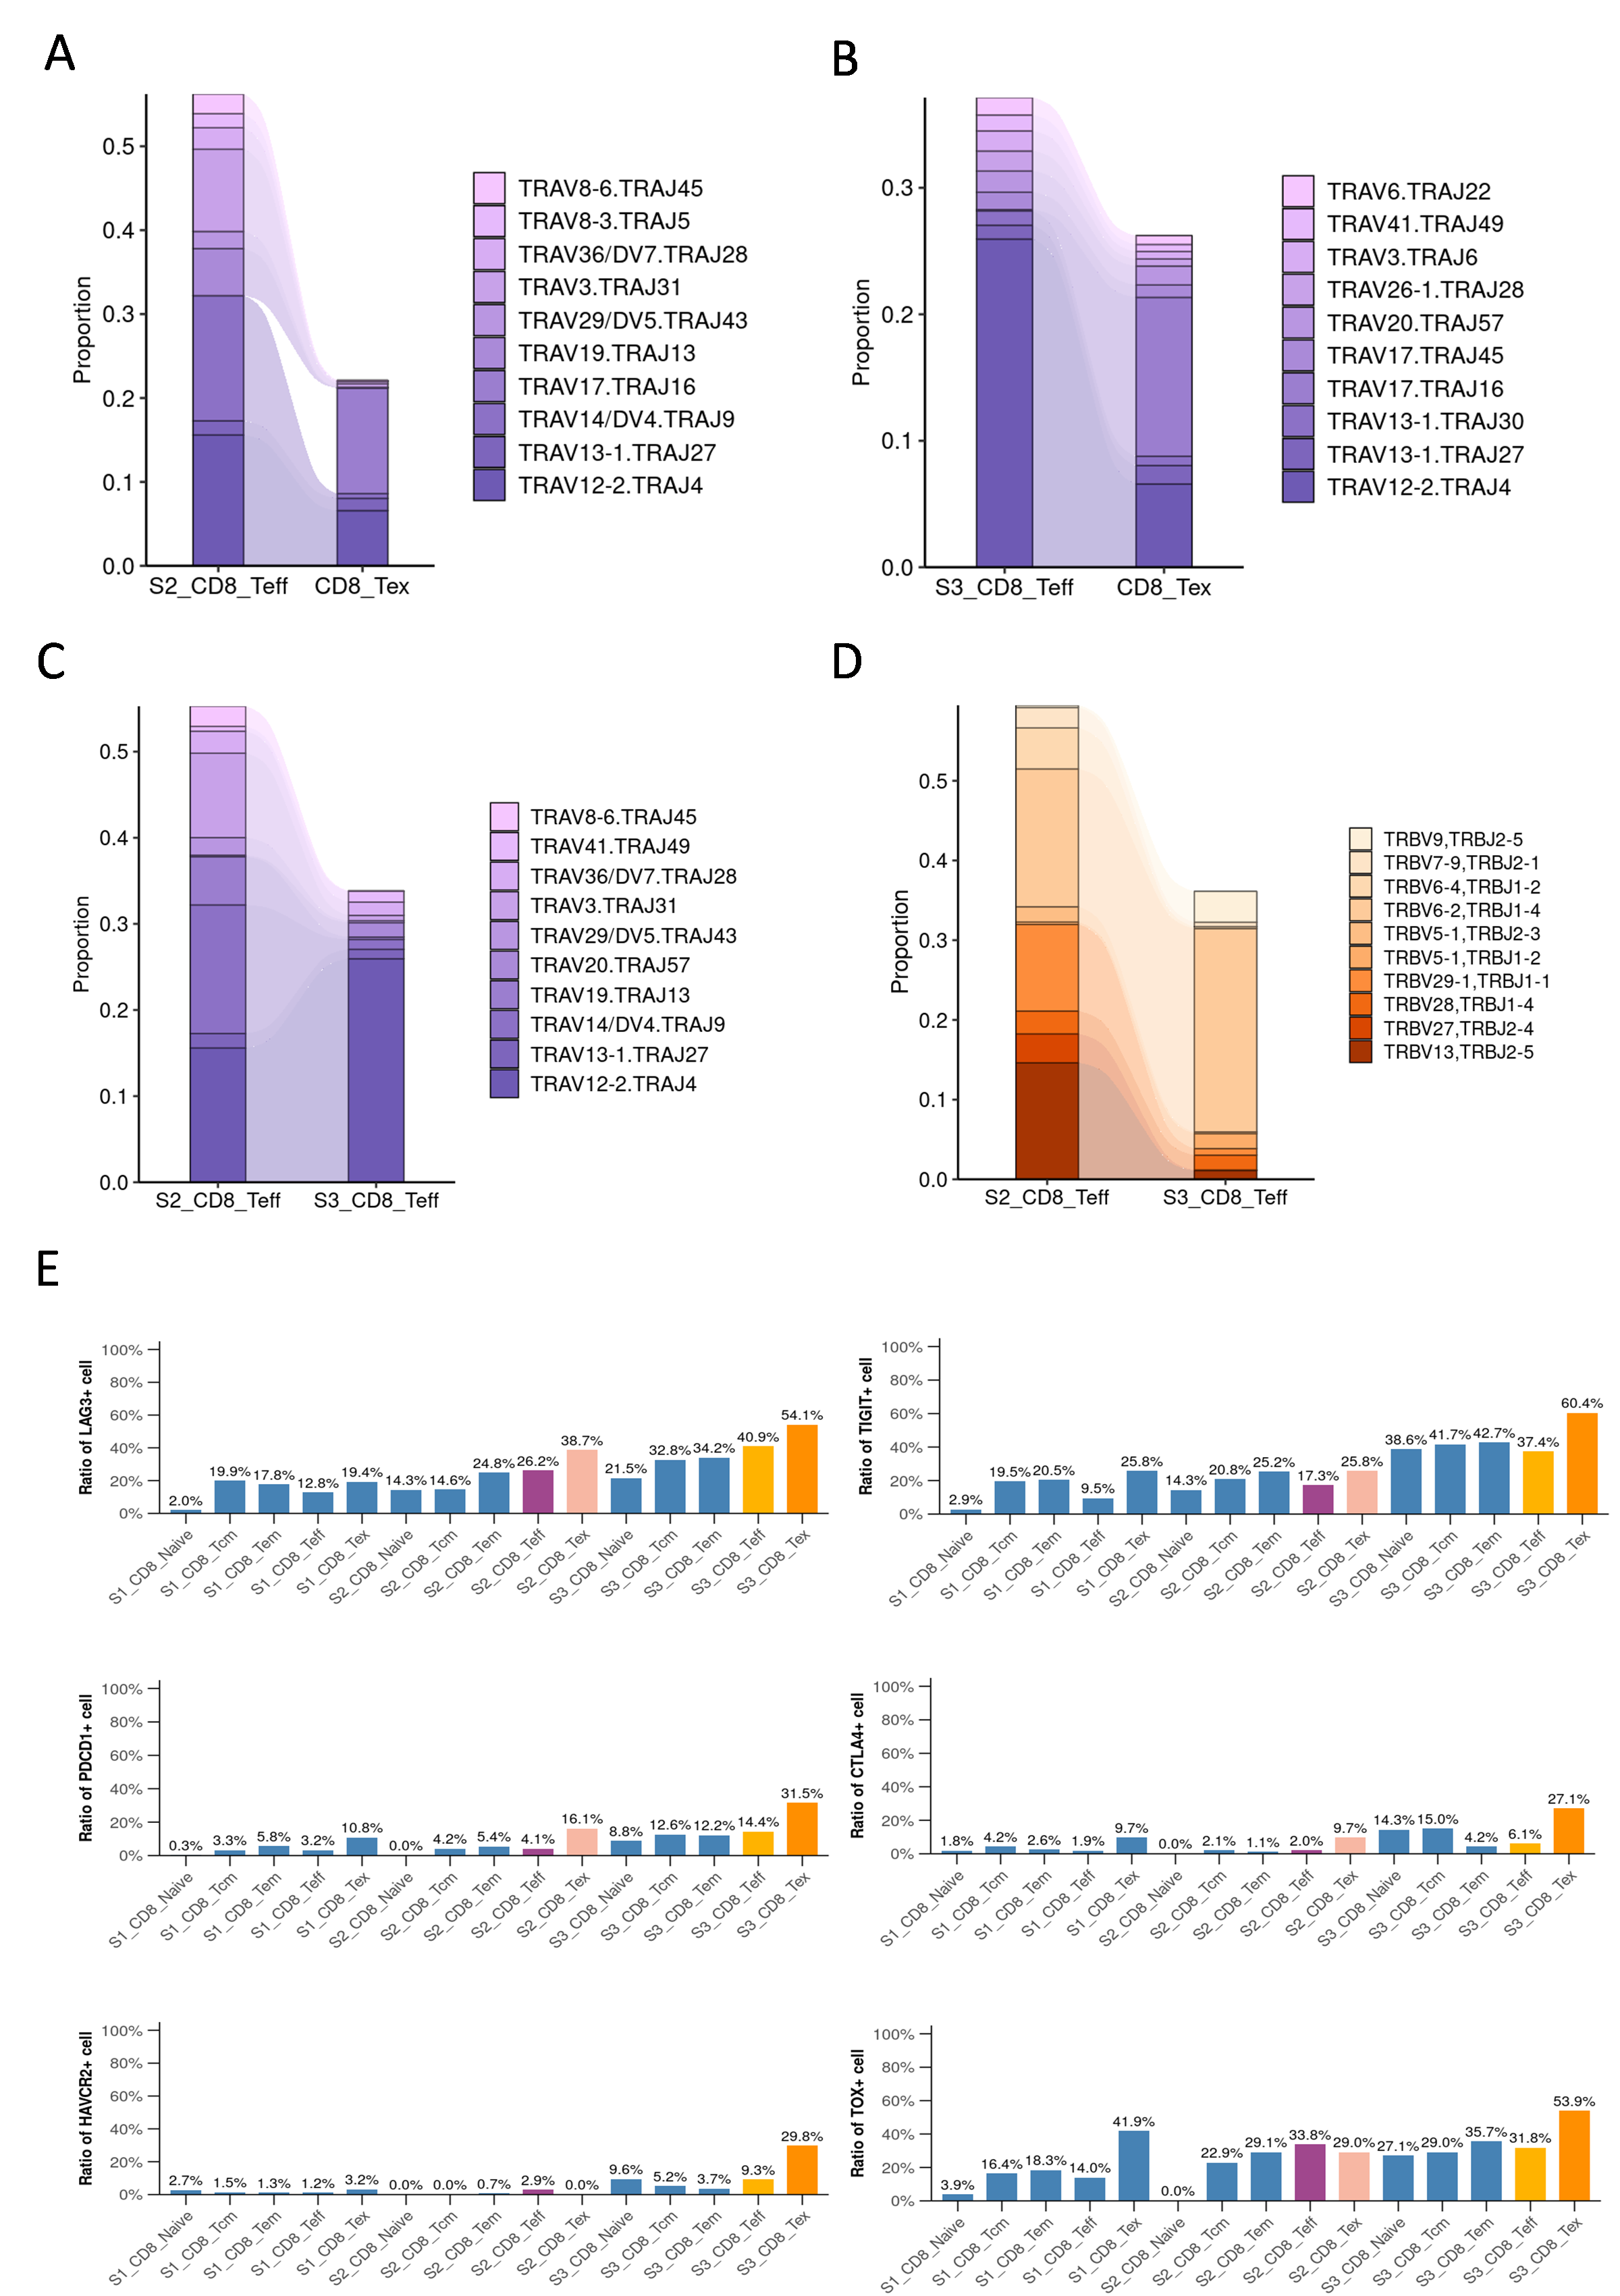 A
Proportion
0.5
0.4
0.3
0.2
0.1
0.0
S2_CD8_Teff
CD8_Tex
TRAV8-6.TRAJ45
TRAV8-3.TRAJ5
TRAV36/DV7.TRAJ28
TRAV3.TRAJ31
TRAV29/DV5.TRAJ43
TRAV19.TRAJ13
TRAV17.TRAJ16
TRAV14/DV4.TRAJ9
TRAV13-1.TRAJ27
TRAV12-2.TRAJ4
B
Proportion
0.3
0.2
0.1
0.0
S3_CD8_Teff
CD8_Tex
TRAV6.TRAJ22
TRAV41.TRAJ49
TRAV3.TRAJ6
TRAV26-1.TRAJ28
TRAV20.TRAJ57
TRAV17.TRAJ45
TRAV17.TRAJ16
TRAV13-1.TRAJ30
TRAV13-1.TRAJ27
TRAV12-2.TRAJ4
C
Proportion
0.5
0.4
0.3
0.2
0.1
0.0
S2_CD8_Teff
S3_CD8_Teff
TRAV8-6.TRAJ45
TRAV41.TRAJ49
TRAV36/DV7.TRAJ28
TRAV3.TRAJ31
TRAV29/DV5.TRAJ43
TRAV20.TRAJ57
TRAV19.TRAJ13
TRAV14/DV4.TRAJ9
TRAV13-1.TRAJ27
TRAV12-2.TRAJ4
D
Proportion
0.5
0.4
0.3
0.2
0.1
0.0
S2_CD8_Teff
S3_CD8_Teff
TRBV9,TRBJ2-5
TRBV7-9,TRBJ2-1
TRBV6-4,TRBJ1-2
TRBV6-2,TRBJ1-4
TRBV5-1,TRBJ2-3
TRBV5-1,TRBJ1-2
TRBV29-1,TRBJ1-1
TRBV28,TRBJ1-4
TRBV27,TRBJ2-4
TRBV13,TRBJ2-5
E
Ratio of LAG3+ cell
100%
80%
60%
40%
20%
0%
2.0% 19.9% 17.8% 12.8% 19.4% 14.3% 14.6% 24.8% 26.2% 38.7% 21.5% 32.8% 34.2% 40.9% 54.1%
S1_CD8_Naive S1_CD8_Tcm S1_CD8_Tem S1_CD8_Teff S1_CD8_Tex S2_CD8_Naive S2_CD8_Tcm S2_CD8_Tem S2_CD8_Teff S2_CD8_Tex S3_CD8_Naive S3_CD8_Tcm S3_CD8_Tem S3_CD8_Teff S3_CD8_Tex
Ratio of TIGIT+ cell
100%
80%
60%
40%
20%
0%
2.9% 19.5% 20.5% 9.5% 25.8% 14.3% 20.8% 25.2% 17.3% 25.8% 38.6% 41.7% 42.7% 37.4% 60.4%
S1_CD8_Naive S1_CD8_Tcm S1_CD8_Tem S1_CD8_Teff S1_CD8_Tex S2_CD8_Naive S2_CD8_Tcm S2_CD8_Tem S2_CD8_Teff S2_CD8_Tex S3_CD8_Naive S3_CD8_Tcm S3_CD8_Tem S3_CD8_Teff S3_CD8_Tex
Ratio of PDCD1+ cell
100%
80%
60%
40%
20%
0%
0.3% 3.3% 5.8% 3.2% 10.8% 0.0% 4.2% 5.4% 4.1% 16.1% 8.8% 12.6% 12.2% 14.4% 31.5%
S1_CD8_Naive S1_CD8_Tcm S1_CD8_Tem S1_CD8_Teff S1_CD8_Tex S2_CD8_Naive S2_CD8_Tcm S2_CD8_Tem S2_CD8_Teff S2_CD8_Tex S3_CD8_Naive S3_CD8_Tcm S3_CD8_Tem S3_CD8_Teff S3_CD8_Tex
Ratio of CTLA4+ cell
100%
80%
60%
40%
20%
0%
1.8% 4.2% 2.6% 1.9% 9.7% 0.0% 2.1% 1.1% 2.0% 9.7% 14.3% 15.0% 4.2% 6.1% 27.1%
S1_CD8_Naive S1_CD8_Tcm S1_CD8_Tem S1_CD8_Teff S1_CD8_Tex S2_CD8_Naive S2_CD8_Tcm S2_CD8_Tem S2_CD8_Teff S2_CD8_Tex S3_CD8_Naive S3_CD8_Tcm S3_CD8_Tem S3_CD8_Teff S3_CD8_Tex
Ratio of HAVCR2+ cell
100%
80%
60%
40%
20%
0%
2.7% 1.5% 1.3% 1.2% 3.2% 0.0% 0.0% 0.7% 2.9% 0.0% 9.6% 5.2% 3.7% 9.3% 29.8%
S1_CD8_Naive S1_CD8_Tcm S1_CD8_Tem S1_CD8_Teff S1_CD8_Tex S2_CD8_Naive S2_CD8_Tcm S2_CD8_Tem S2_CD8_Teff S2_CD8_Tex S3_CD8_Naive S3_CD8_Tcm S3_CD8_Tem S3_CD8_Teff S3_CD8_Tex
Ratio of TOX+ cell
100%
80%
60%
40%
20%
0%
3.9% 16.4% 18.3% 14.0% 41.9% 0.0% 22.9% 29.1% 33.8% 29.0% 27.1% 29.0% 35.7% 31.8% 53.9%
S1_CD8_Naive S1_CD8_Tcm S1_CD8_Tem S1_CD8_Teff S1_CD8_Tex S2_CD8_Naive S2_CD8_Tcm S2_CD8_Tem S2_CD8_Teff S2_CD8_Tex S3_CD8_Naive S3_CD8_Tcm S3_CD8_Tem S3_CD8_Teff S3_CD8_Tex